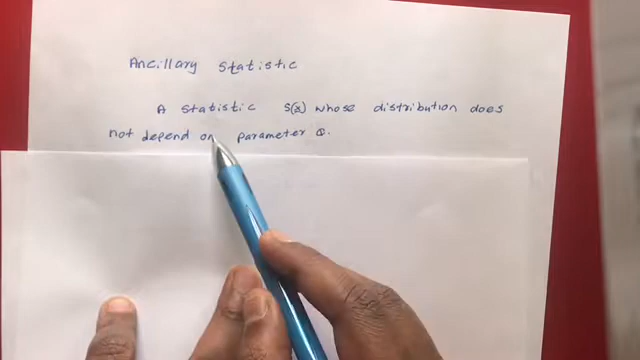 Ancillary Statistic
A statistic S(x) whose distribution does
not depend on parameter θ.